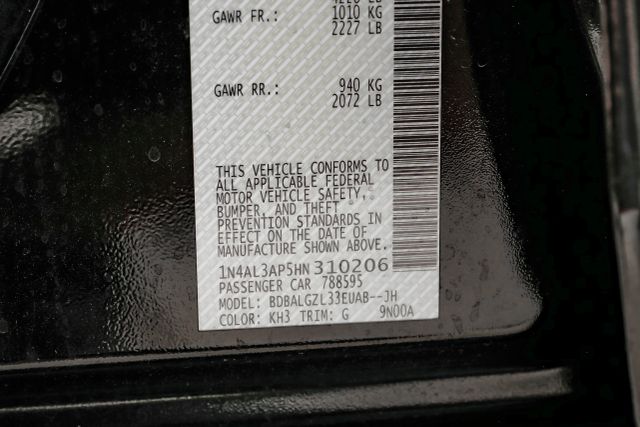 GAWR FR.: 1010 KG
2227 LB
GAWR RR.: 940 KG
2072 LB
THIS VEHICLE CONFORMS TO
ALL APPLICABLE FEDERAL
MOTOR VEHICLE SAFETY,
BUMPER, AND THEFT
PREVENTION STANDARDS IN
EFFECT ON THE DATE OF
MANUFACTURE SHOWN ABOVE.
1N4AL3AP5HN310206
PASSENGER CAR 788595
MODEL: BDBALGZL33EUAB--JH
COLOR: KH3 TRIM: G 9N00A